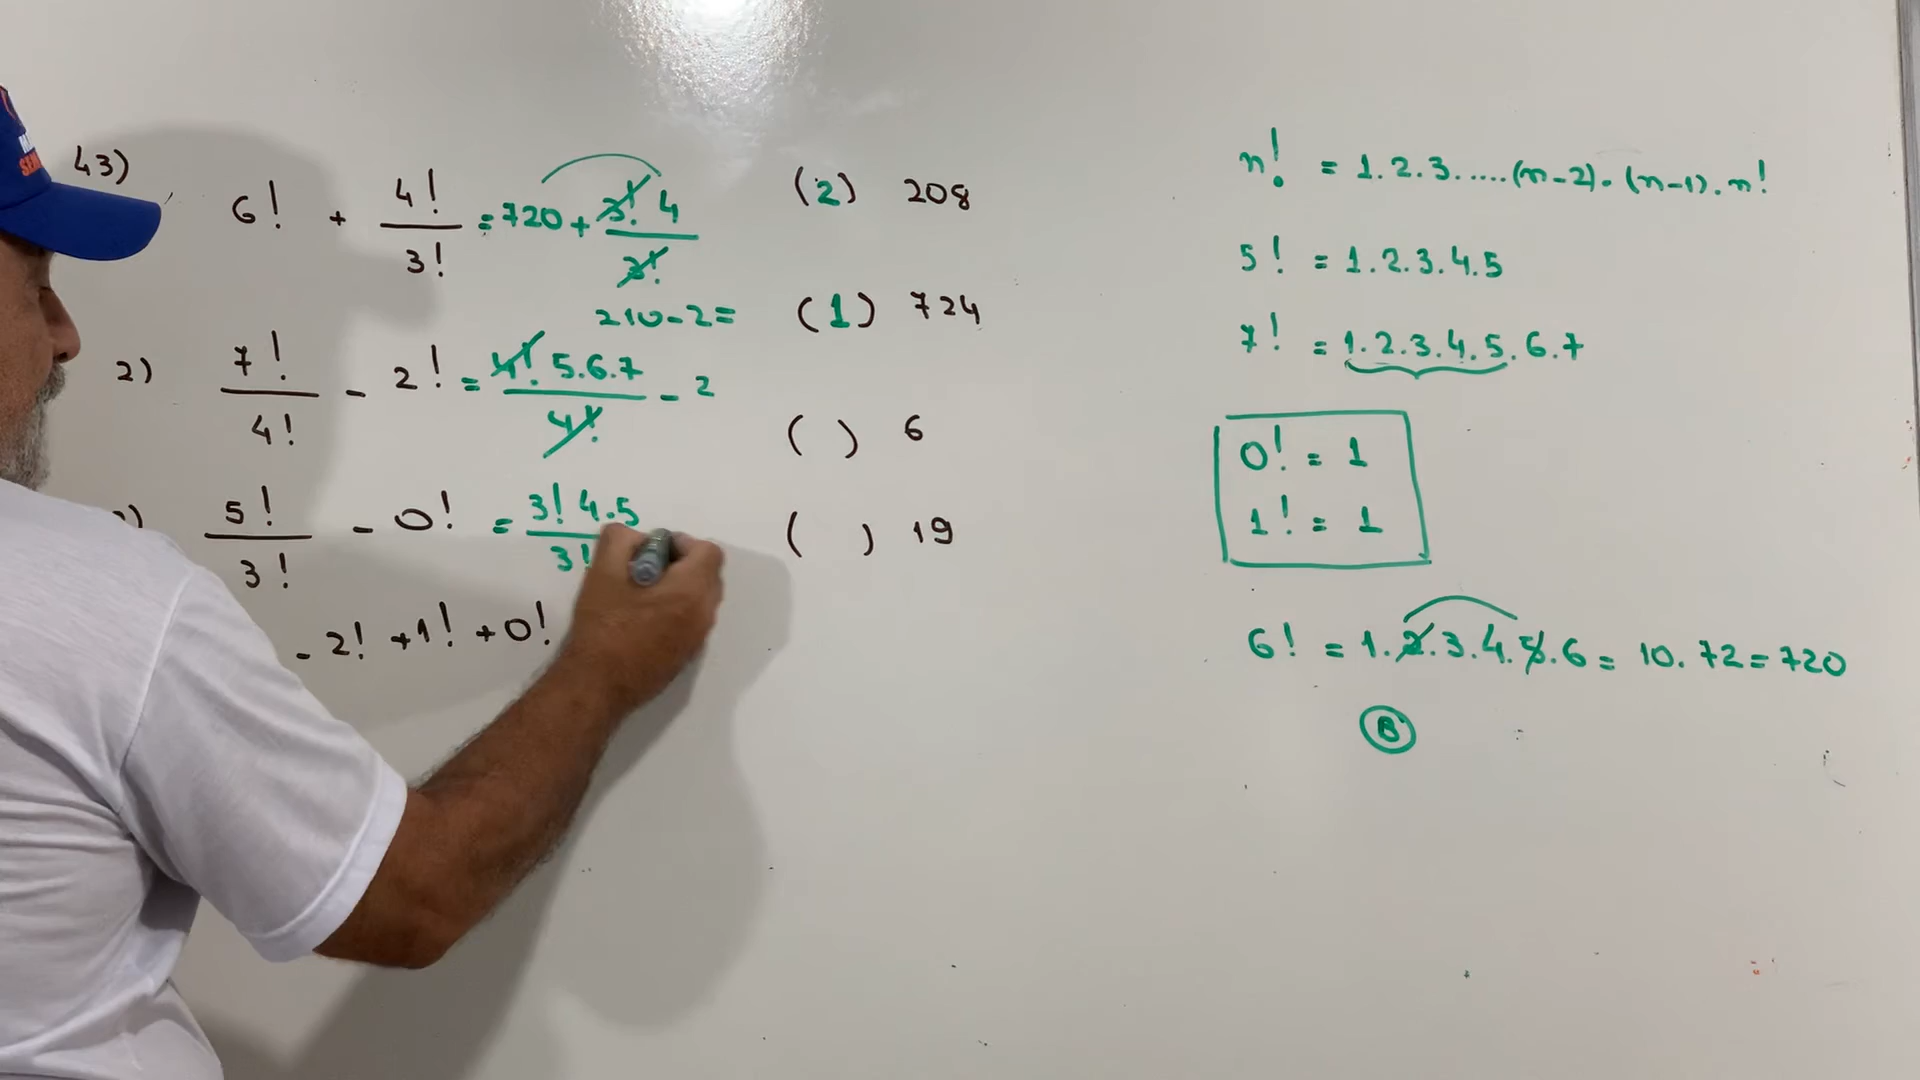 43)
6! + 4!/3! = 720 + 3! 4/3!
(2) 208
210-2=
(1) 724
2) 7!/4! - 2! = 4! 5.6.7/4! - 2
( ) 6
5!/3! - 0! = 3! 4.5/3!
( ) 19
- 2! + 1! + 0!
n! = 1.2.3.....(n-2).(n-1).n!
5! = 1.2.3.4.5
7! = 1.2.3.4.5.6.7
0! = 1
1! = 1
6! = 1.2.3.4.5.6 = 10.72 = 720
B